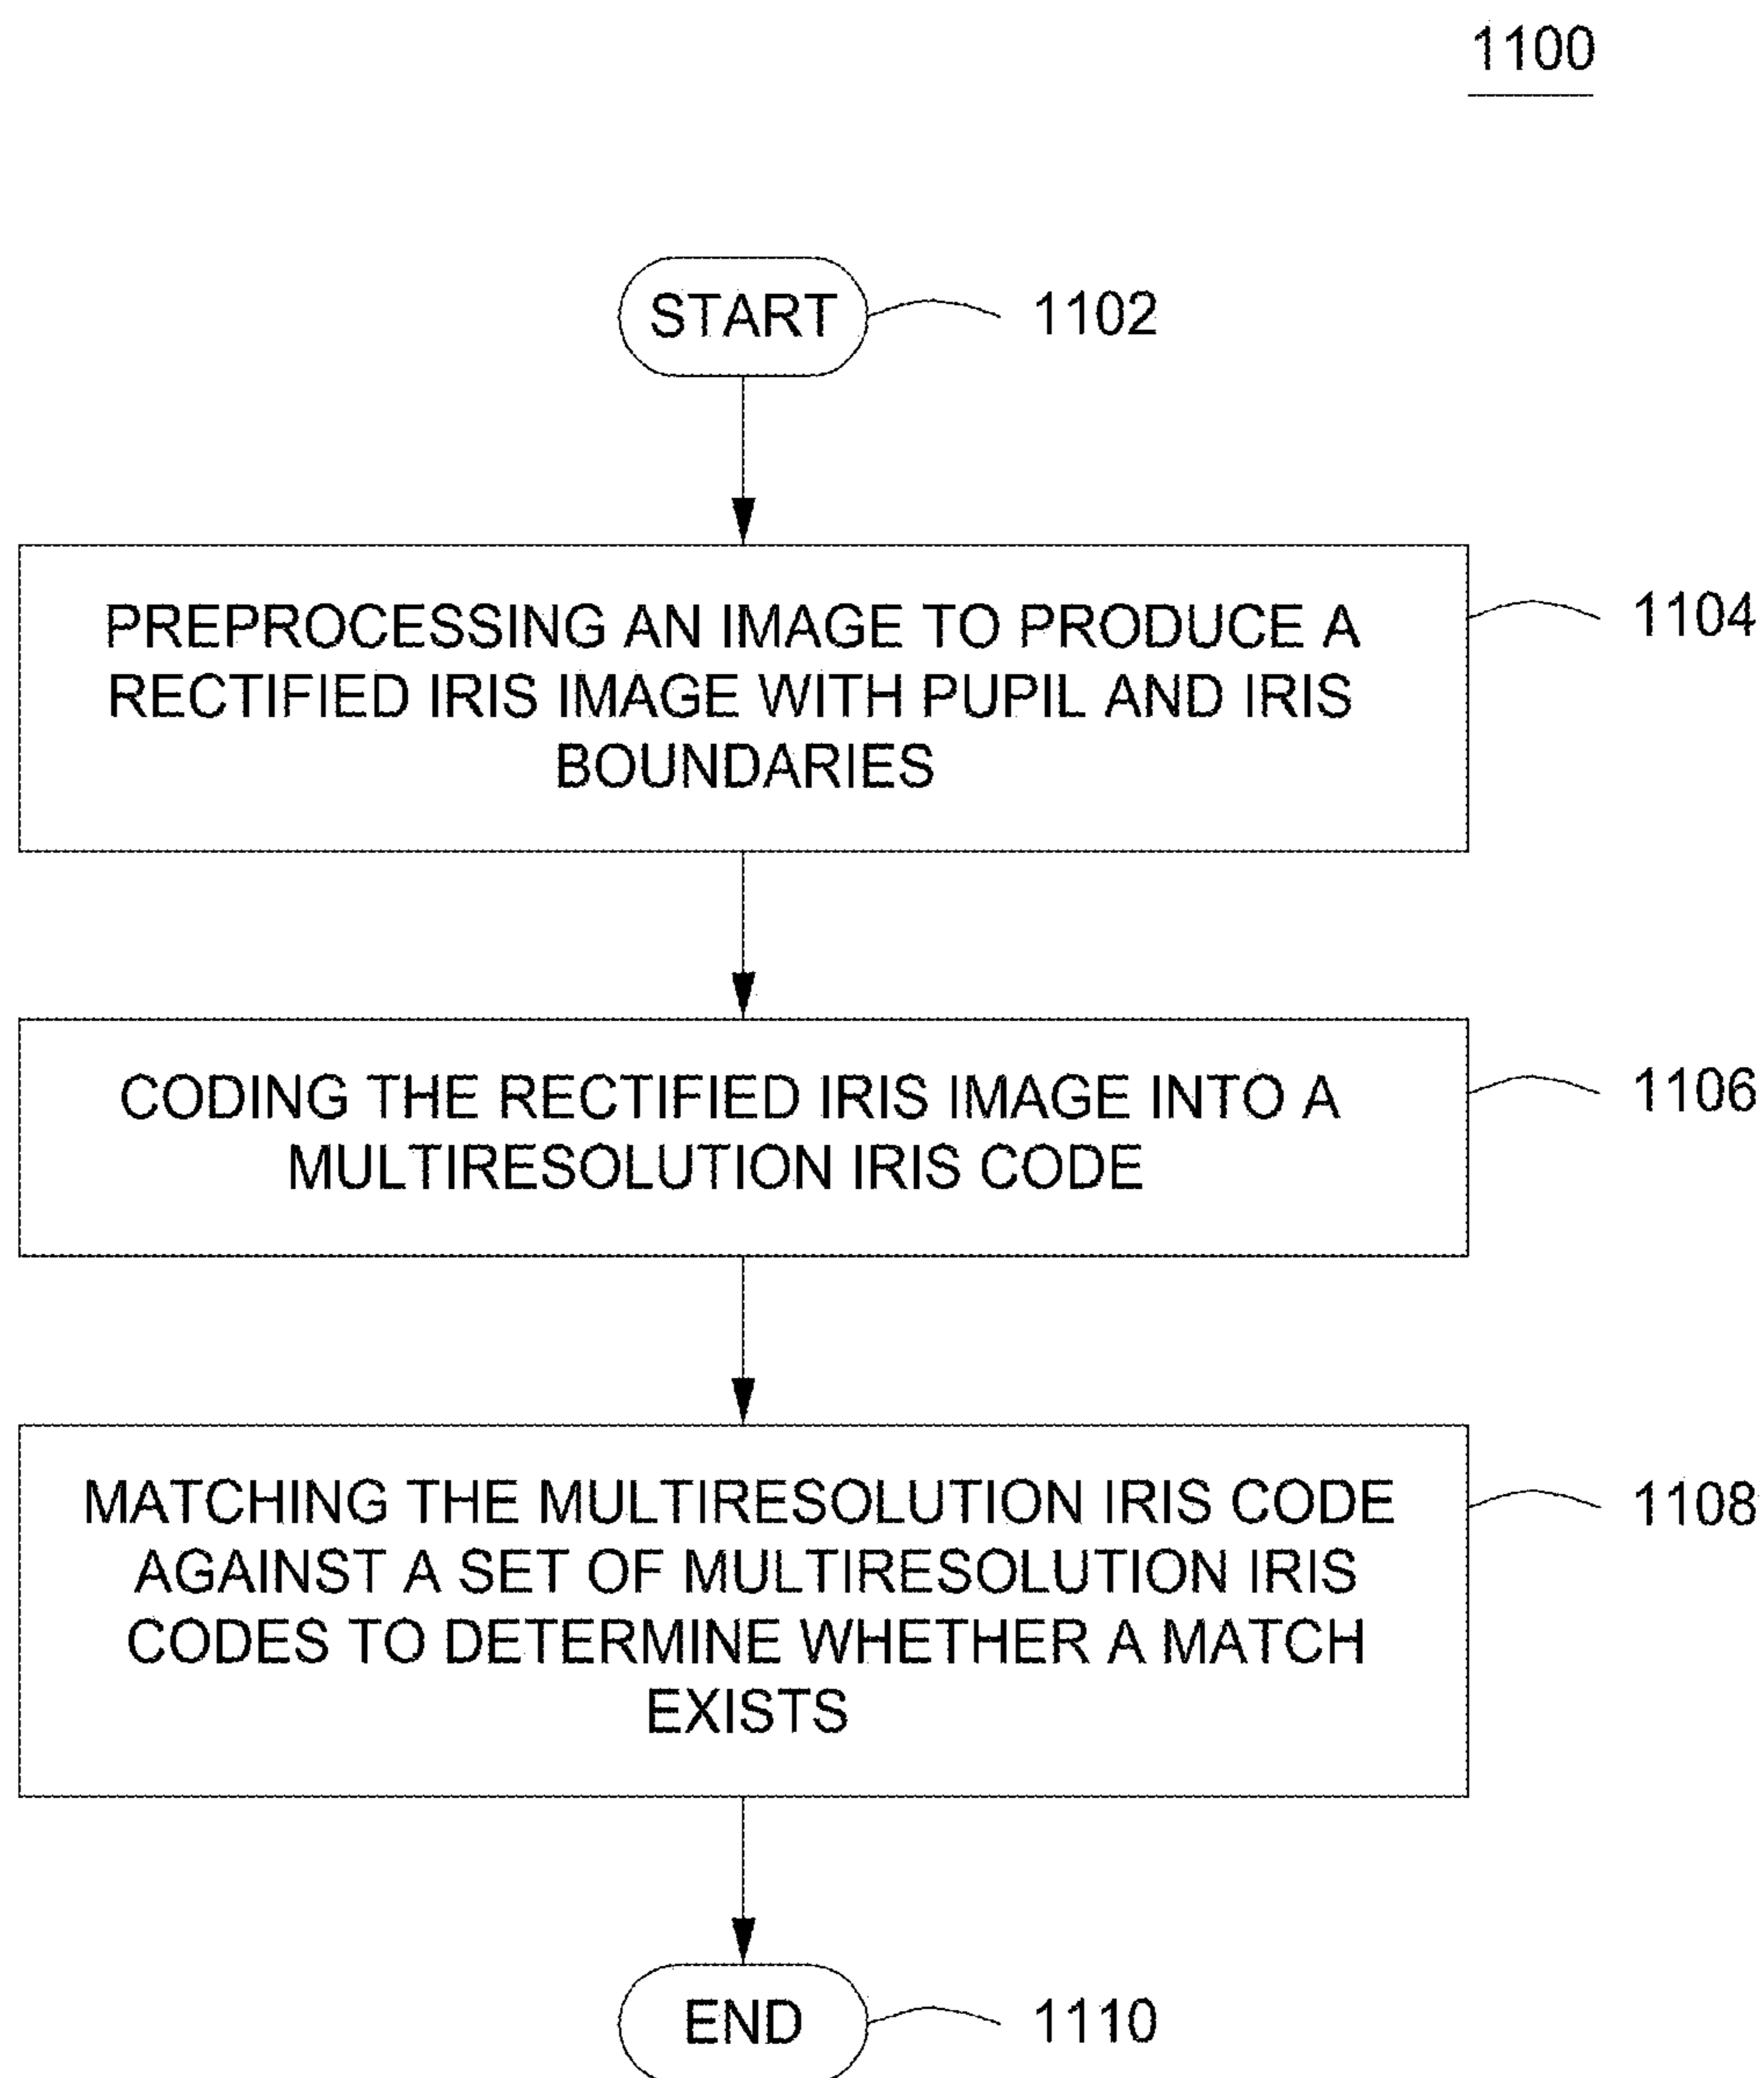 1100
START
1102
PREPROCESSING AN IMAGE TO PRODUCE A
RECTIFIED IRIS IMAGE WITH PUPIL AND IRIS
BOUNDARIES
1104
CODING THE RECTIFIED IRIS IMAGE INTO A
MULTIRESOLUTION IRIS CODE
1106
MATCHING THE MULTIRESOLUTION IRIS CODE
AGAINST A SET OF MULTIRESOLUTION IRIS
CODES TO DETERMINE WHETHER A MATCH
EXISTS
1108
END
1110